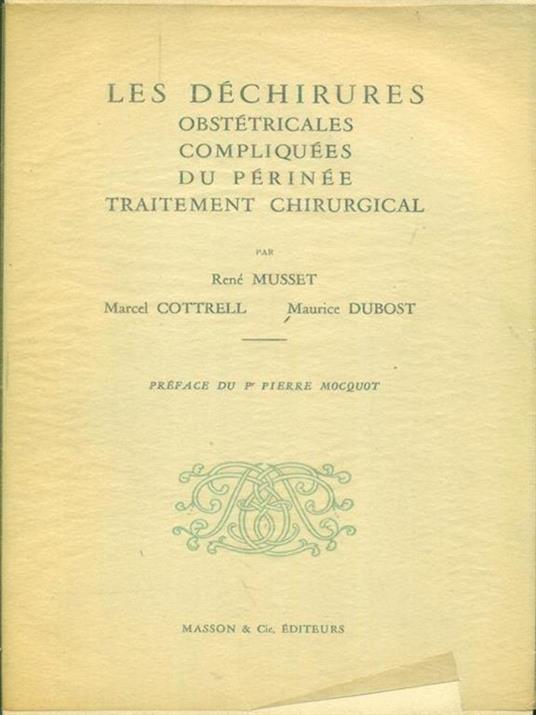 LES DÉCHIRURES
OBSTÉTRICALES
COMPLIQUÉES
DU PÉRINÉE
TRAITEMENT CHIRURGICAL
PAR
René MUSSET
Marcel COTTRELL Maurice DUBOST
PRÉFACE DU Pr PIERRE MOCQUOT
MASSON & Cie, ÉDITEURS